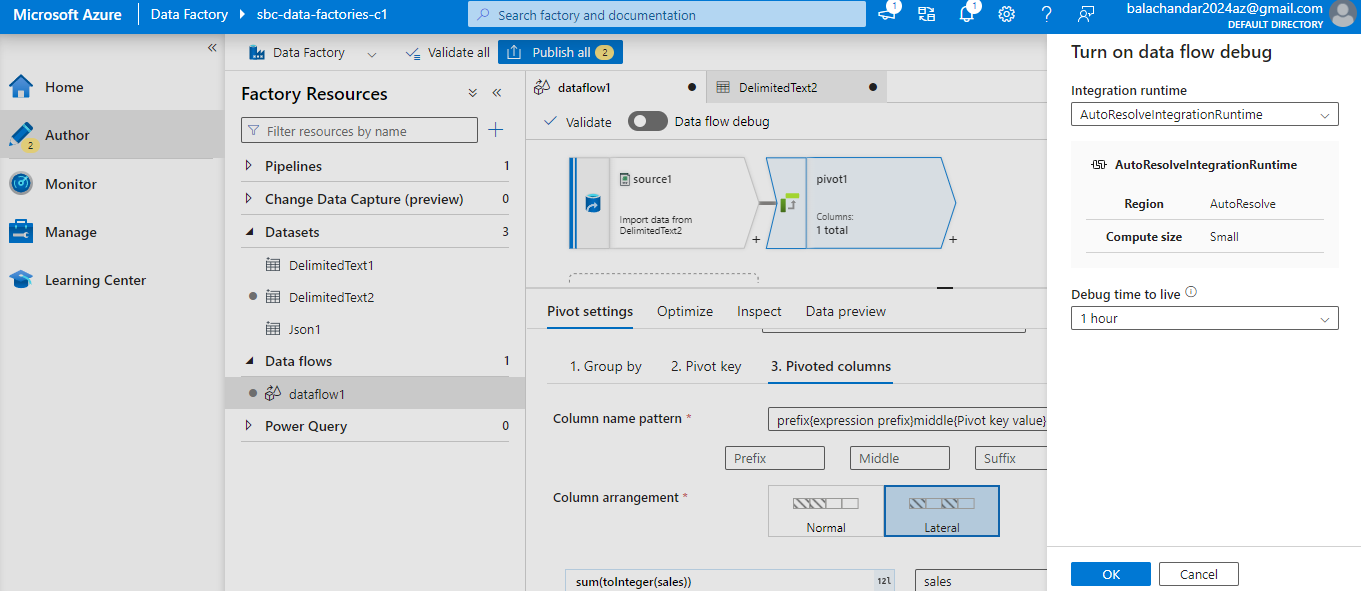 Microsoft Azure
Data Factory
sbc-data-factories-c1
Search factory and documentation
1
1
balachandar2024az@gmail.com
DEFAULT DIRECTORY
Home
Author
2
Monitor
Manage
Learning Center
Data Factory
Validate all
Publish all
2
Factory Resources
Filter resources by name
Pipelines
1
Change Data Capture (preview)
0
Datasets
3
DelimitedText1
DelimitedText2
Json1
Data flows
1
dataflow1
Power Query
0
dataflow1
DelimitedText2
Validate
Data flow debug
source1
Import data from
DelimitedText2
+
pivot1
Columns:
1 total
+
Pivot settings
Optimize
Inspect
Data preview
1. Group by
2. Pivot key
3. Pivoted columns
Column name pattern *
prefix{expression prefix}middle{Pivot key value}
Prefix
Middle
Suffix
Column arrangement *
Normal
Lateral
sum(toInteger(sales))
12l
sales
Turn on data flow debug
Integration runtime
AutoResolveIntegrationRuntime
AutoResolveIntegrationRuntime
Region
AutoResolve
Compute size
Small
Debug time to live
1 hour
OK
Cancel